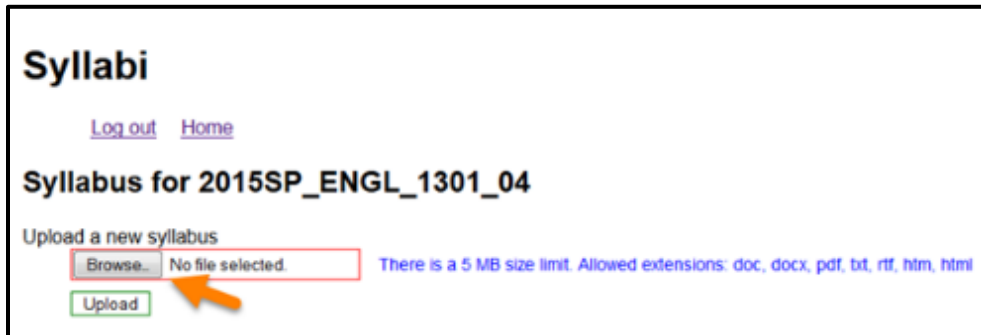 Syllabi
Log out Home
Syllabus for 2015SP_ENGL_1301_04
Upload a new syllabus
Browse.. No file selected. There is a 5 MB size limit. Allowed extensions: doc, docx, pdf, txt, rtf, htm, html
Upload